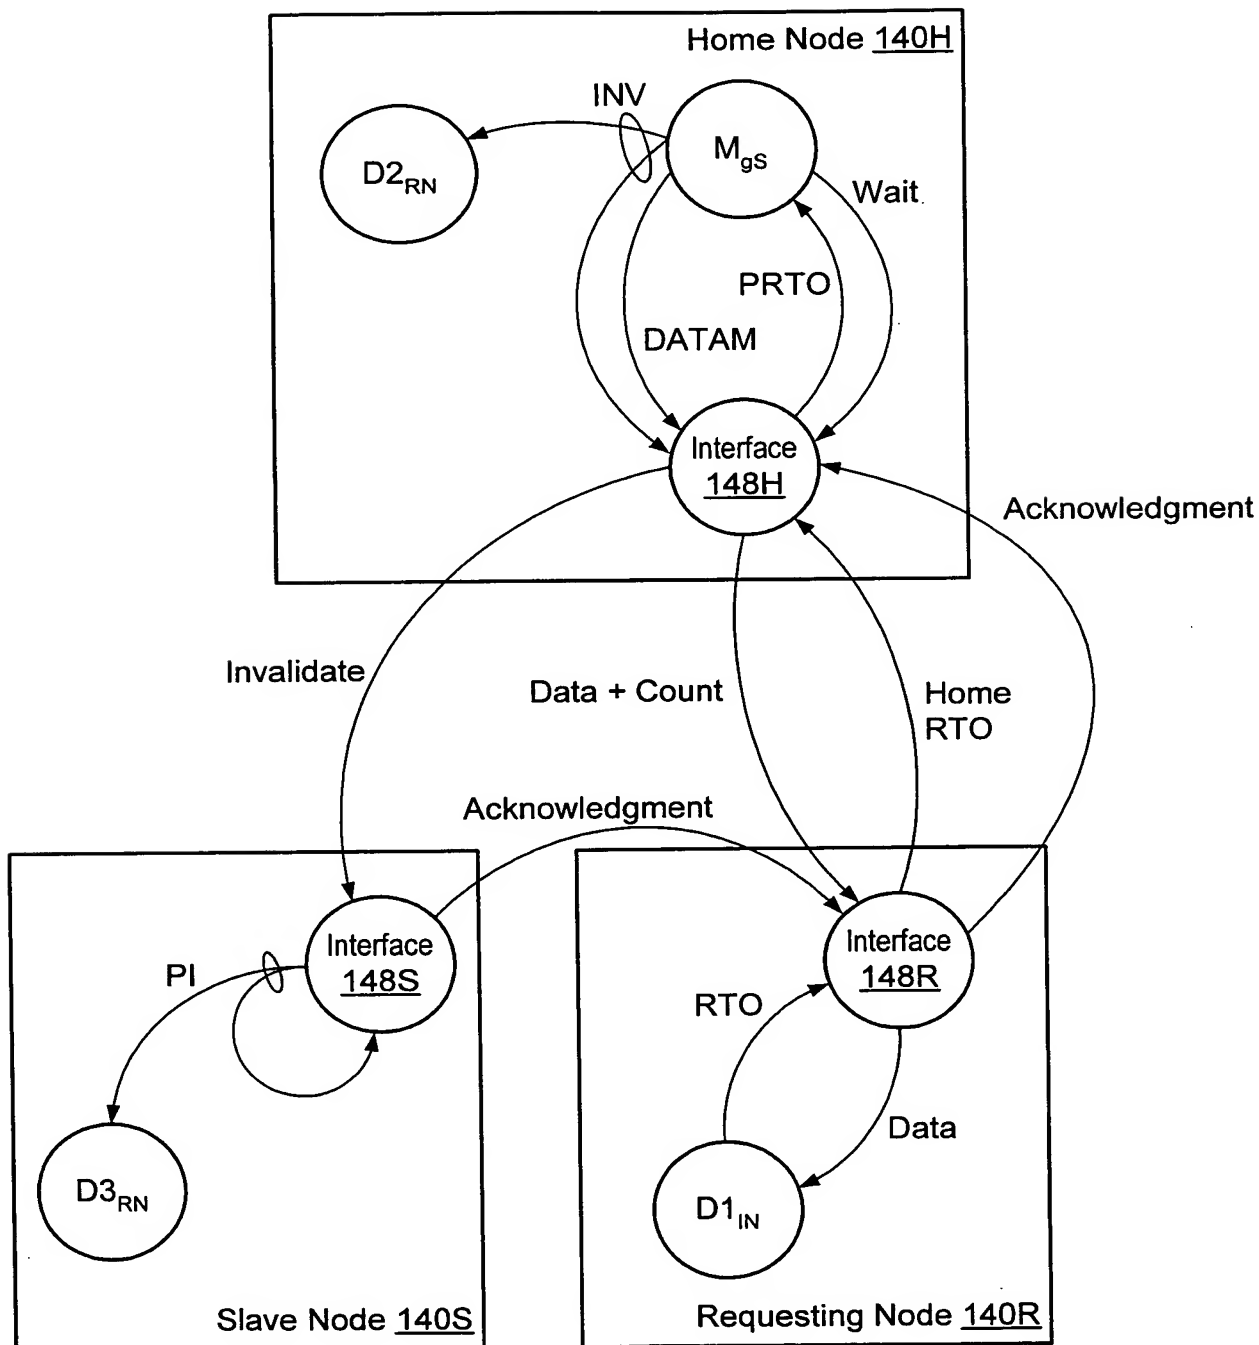 Home Node 140H
INV
D2RN
MgS
Wait
PRTO
DATAM
Interface
148H
Acknowledgment
Invalidate
Data + Count
Home
RTO
Acknowledgment
Interface
148S
PI
Interface
148R
RTO
Data
D3RN
D1IN
Slave Node 140S
Requesting Node 140R